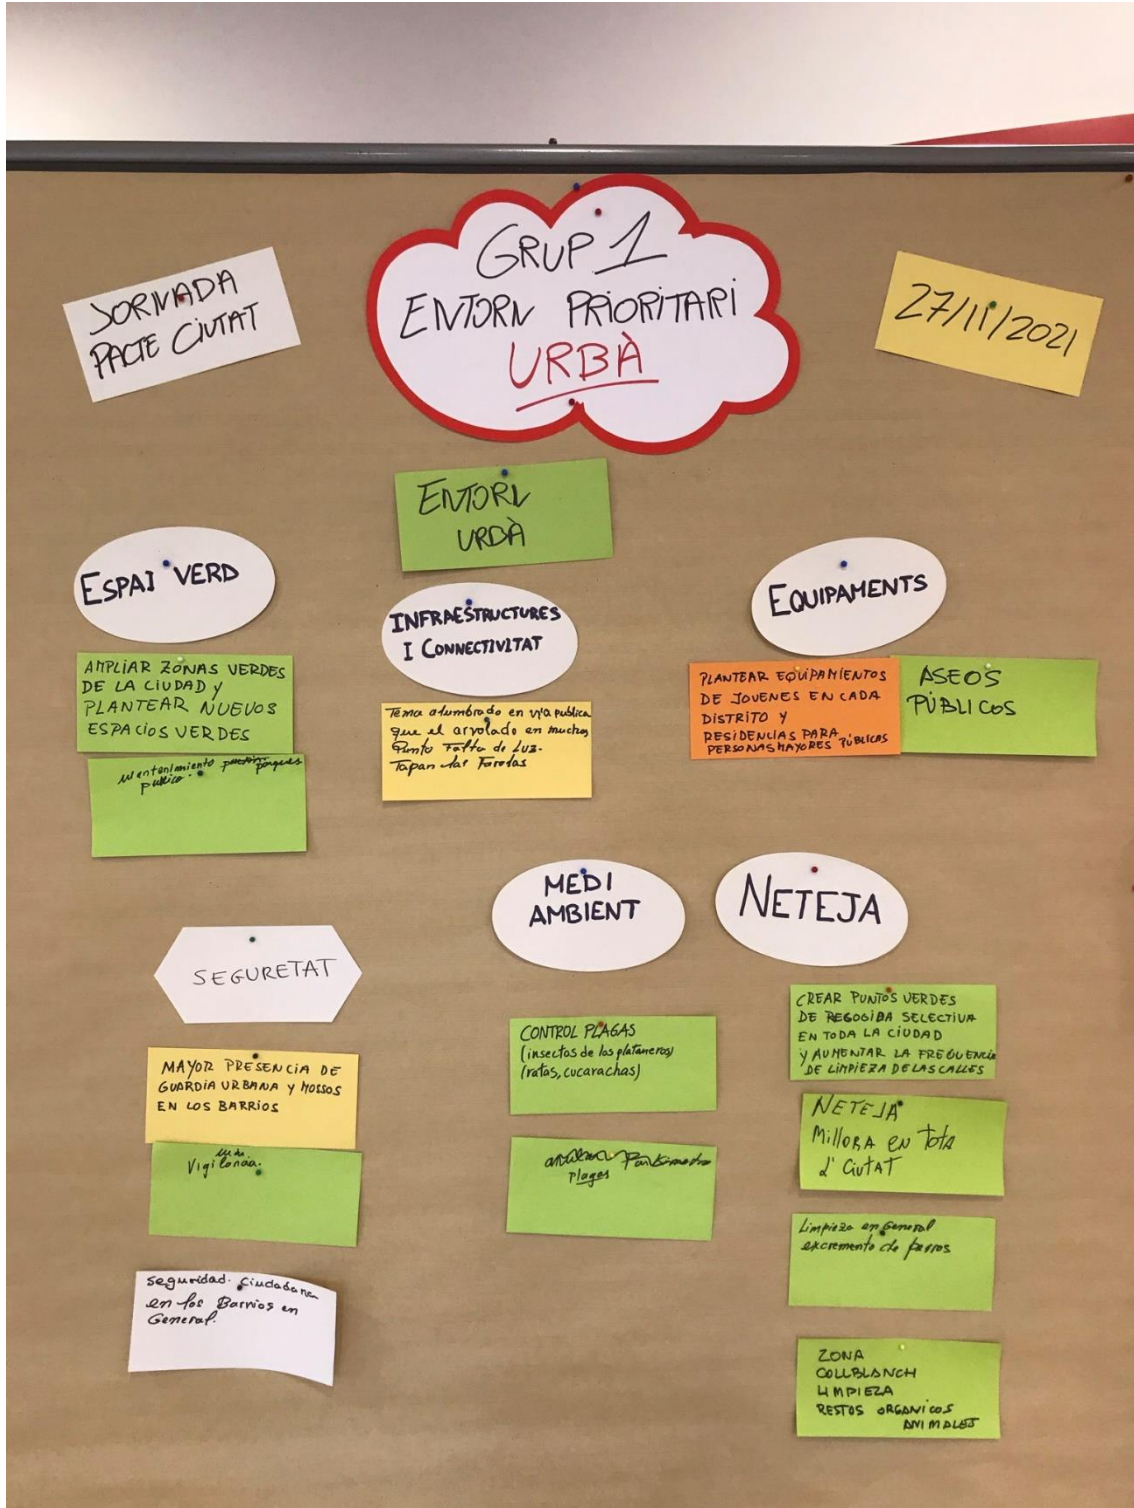 JORNADA
PACTE CIUTAT
GRUP 1
ENTORN PRIORITARI
URBÀ
27/11/2021
ENTORN
URBÀ
ESPAI VERD
AMPLIAR ZONAS VERDES
DE LA CIUDAD Y
PLANTEAR NUEVOS
ESPACIOS VERDES
mantenimiento parques
publico.
INFRAESTRUCTURES
I CONNECTIVITAT
Tema alumbrado en vía publica
que el arvolado en muchos
Punto Falta de Luz.
Tapan las Farolas
EQUIPAMENTS
PLANTEAR EQUIPAMIENTOS
DE JOVENES EN CADA
DISTRITO Y
RESIDENCIAS PARA
PERSONAS MAYORES PÚBLICAS
ASEOS
PÚBLICOS
SEGURETAT
MAYOR PRESENCIA DE
GUARDIA URBANA Y MOSSOS
EN LOS BARRIOS
Vigilancia.
seguridad. Ciudadana
en los Barrios en
General.
MEDI
AMBIENT
CONTROL PLAGAS
(insectos de los plataneros)
(ratas, cucarachas)
plagas
NETEJA
CREAR PUNTOS VERDES
DE REGOGIDA SELECTIVA
EN TODA LA CIUDAD
Y AUMENTAR LA FREQUENCIA
DE LIMPIEZA DE LAS CALLES
NETEJA
Millora en tota
d' Ciutat
Limpieza en General
excremento de perros
ZONA
COLLBLANCH
LIMPIEZA
RESTOS ORGANICOS
ANIMALES